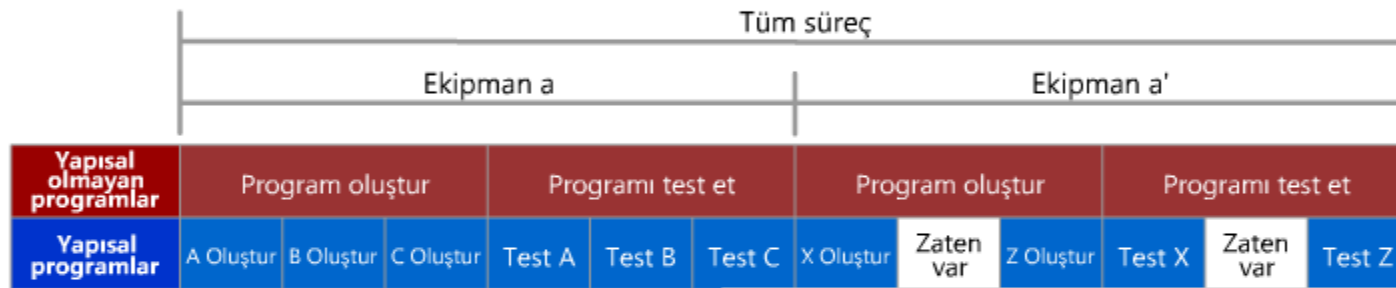 Tüm süreç
Ekipman a
Ekipman a'
Yapısal
olmayan
programlar
Program oluştur
Programı test et
Program oluştur
Programı test et
Yapısal
programlar
A Oluştur
B Oluştur
C Oluştur
Test A
Test B
Test C
X Oluştur
Zaten
var
Z Oluştur
Test X
Zaten
var
Test Z